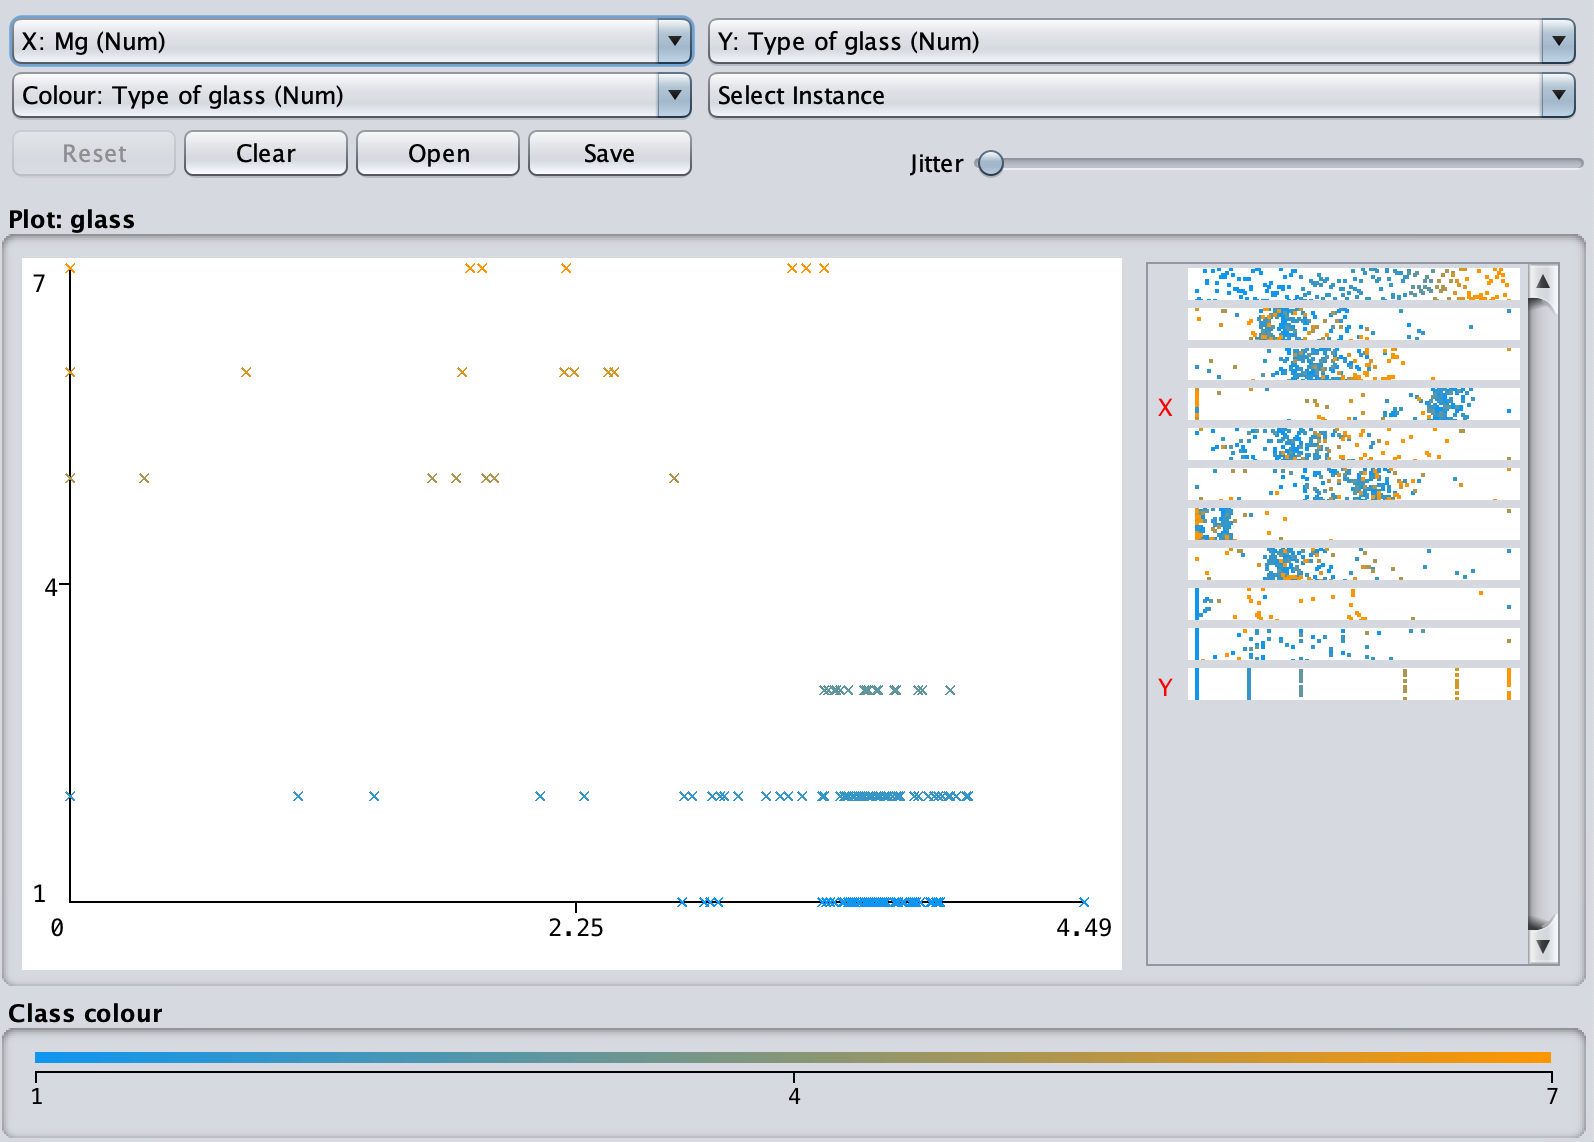 X: Mg (Num)
Y: Type of glass (Num)
Colour: Type of glass (Num)
Select Instance
Reset
Clear
Open
Save
Jitter
Plot: glass
7
4
1
0
2.25
4.49
X
Y
Class colour
1
4
7